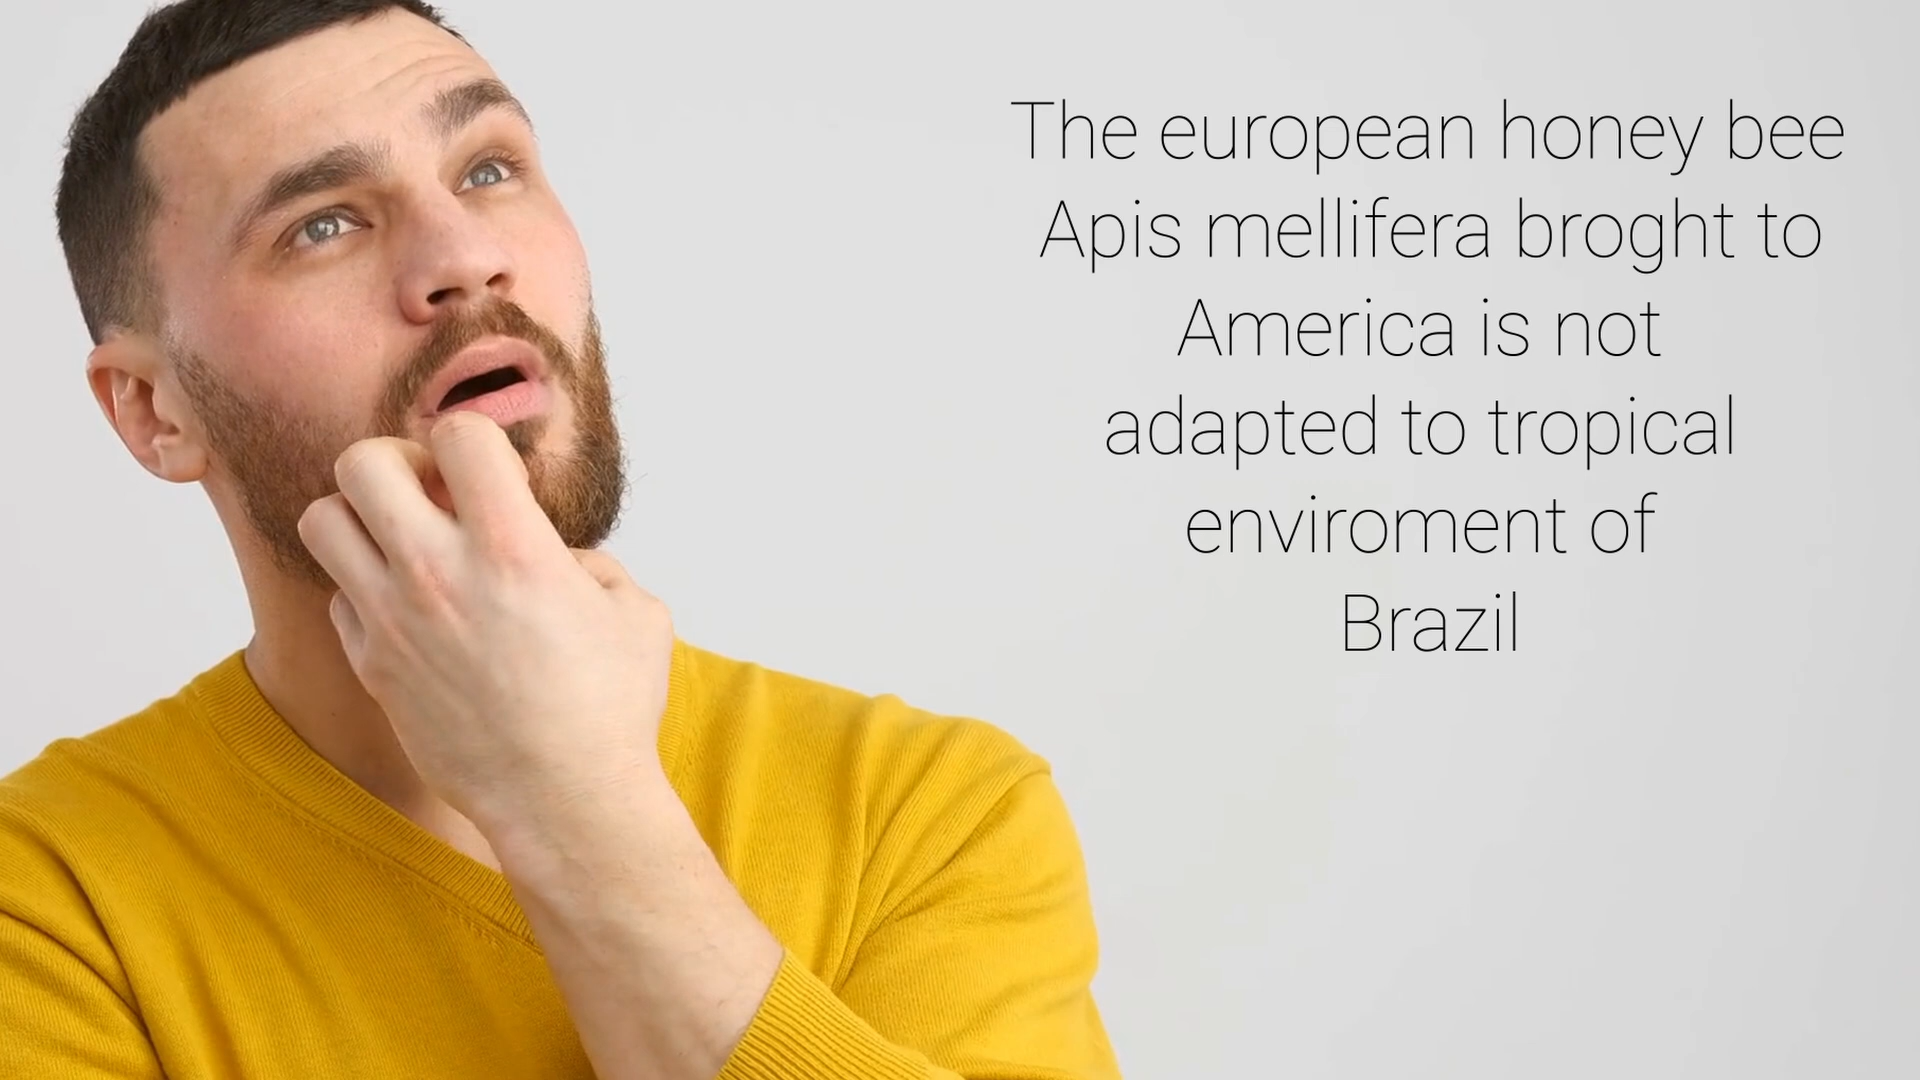 The european honey bee
Apis mellifera broght to
America is not
adapted to tropical
enviroment of
Brazil